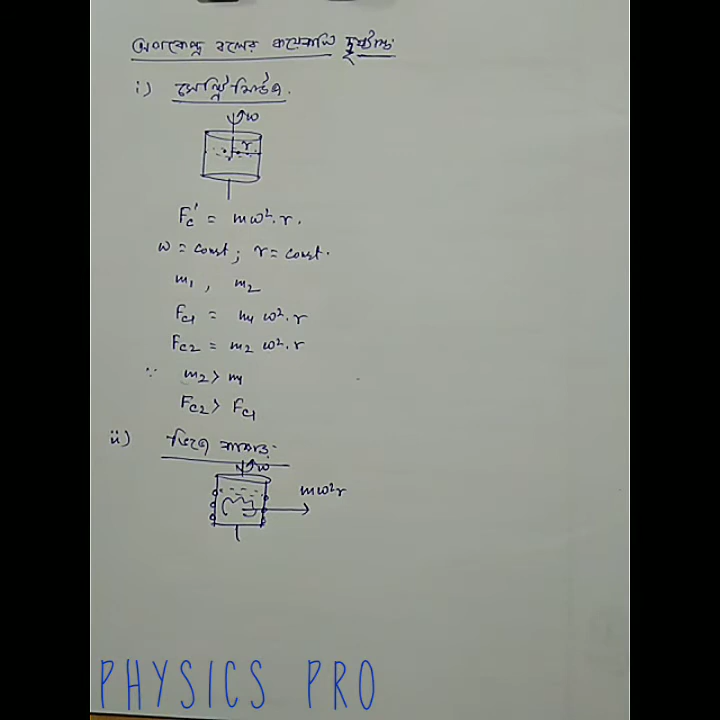 অপকেন্দ্র বলের কয়েকটি দৃষ্টান্ত
i) সেন্ট্রিফিউজ.
ω
r
Fc' = mω².r.
ω = const; r = const.
m₁, m₂
Fc1 = m₁ ω².r
Fc2 = m₂ ω².r
∵ m₂ > m₁
Fc2 > Fc1
ii) ভিজে কাপড়
ω
mω²r
PHYSICS PRO